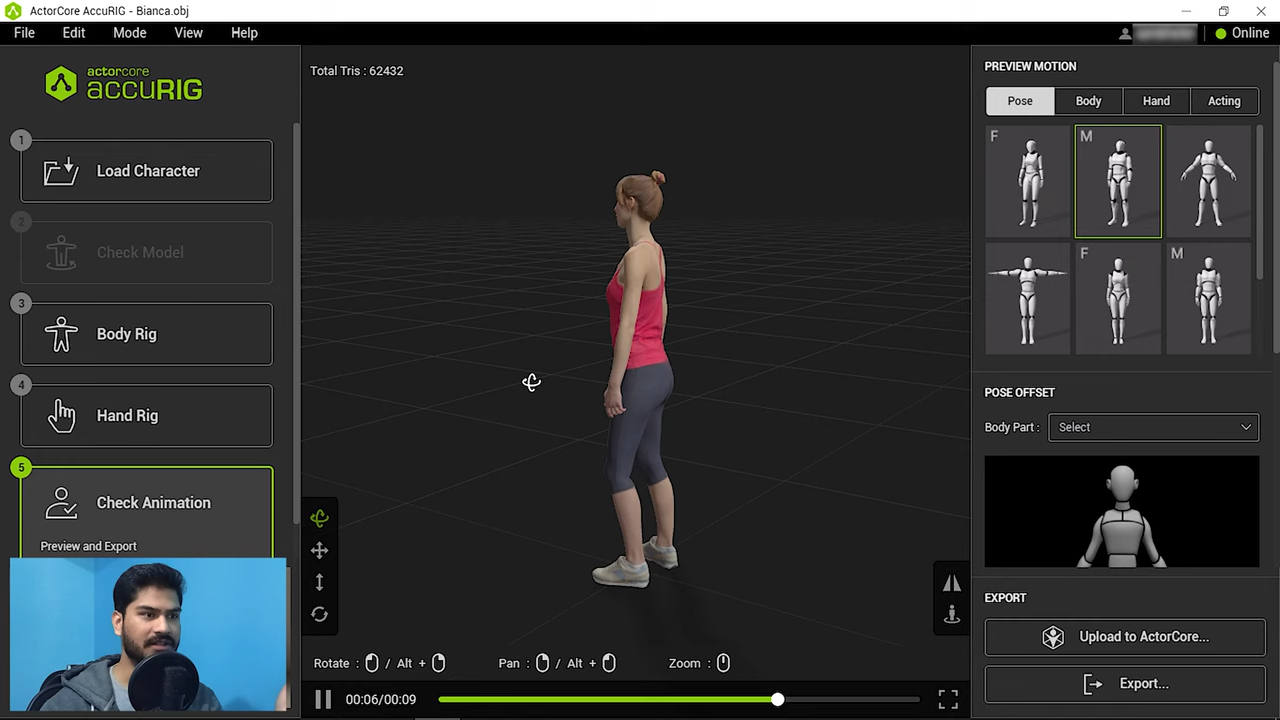 ActorCore AccuRIG - Bianca.obj
File Edit Mode View Help
Online
actorcore
accuRIG
1
Load Character
2
Check Model
3
Body Rig
4
Hand Rig
5
Check Animation
Preview and Export
Total Tris : 62432
Rotate : / Alt + Pan : / Alt + Zoom :
00:06/00:09
PREVIEW MOTION
Pose Body Hand Acting
F M
F M
POSE OFFSET
Body Part : Select
EXPORT
Upload to ActorCore...
Export...